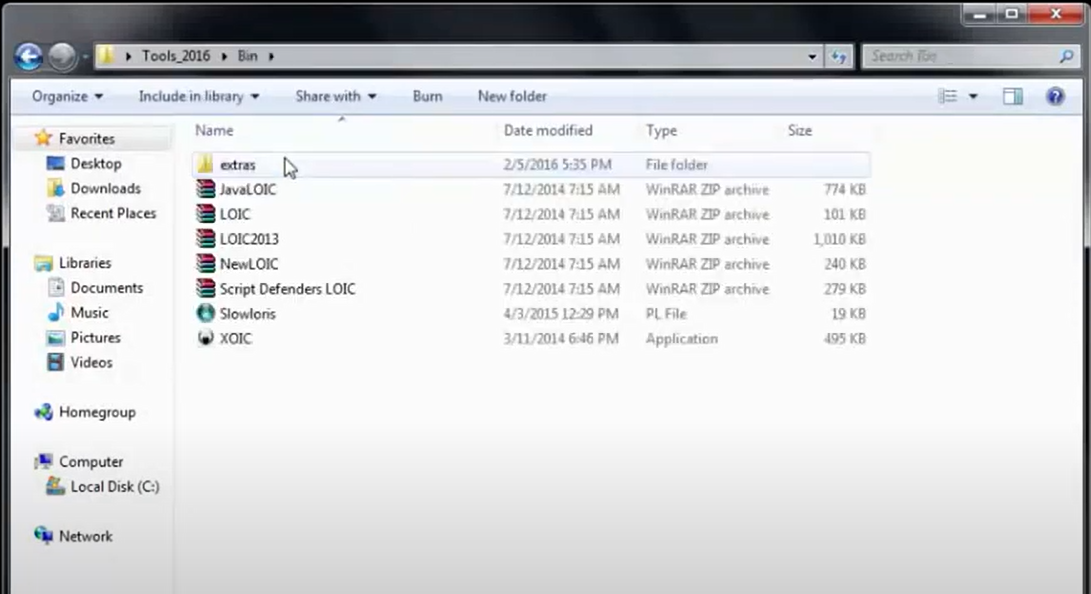 Tools_2016 Bin
Search Bin
Organize Include in library Share with Burn New folder
Name Date modified Type Size
Favorites
Desktop
Downloads
Recent Places
Libraries
Documents
Music
Pictures
Videos
Homegroup
Computer
Local Disk (C:)
Network
extras 2/5/2016 5:35 PM File folder
JavaLOIC 7/12/2014 7:15 AM WinRAR ZIP archive 774 KB
LOIC 7/12/2014 7:15 AM WinRAR ZIP archive 101 KB
LOIC2013 7/12/2014 7:15 AM WinRAR ZIP archive 1,010 KB
NewLOIC 7/12/2014 7:15 AM WinRAR ZIP archive 240 KB
Script Defenders LOIC 7/12/2014 7:15 AM WinRAR ZIP archive 279 KB
Slowloris 4/3/2015 12:29 PM PL File 19 KB
XOIC 3/11/2014 6:46 PM Application 495 KB